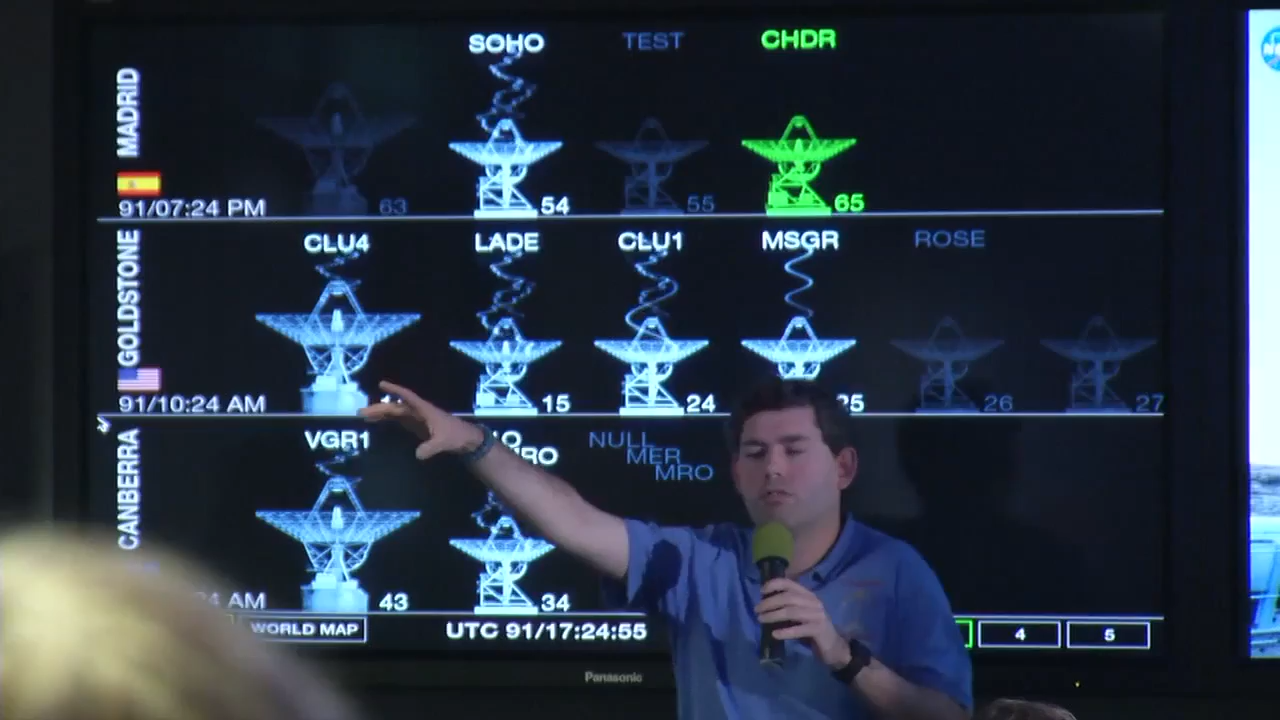 SOHO TEST CHDR
MADRID
63 54 55 65
91/07:24 PM
CLU4 LADE CLU1 MSGR ROSE
GOLDSTONE
15 24 25 26 27
91/10:24 AM
VGR1
NULL
MER
MRO
CANBERRA
AM 43 34
WORLD MAP UTC 91/17:24:55 4 5
Panasonic